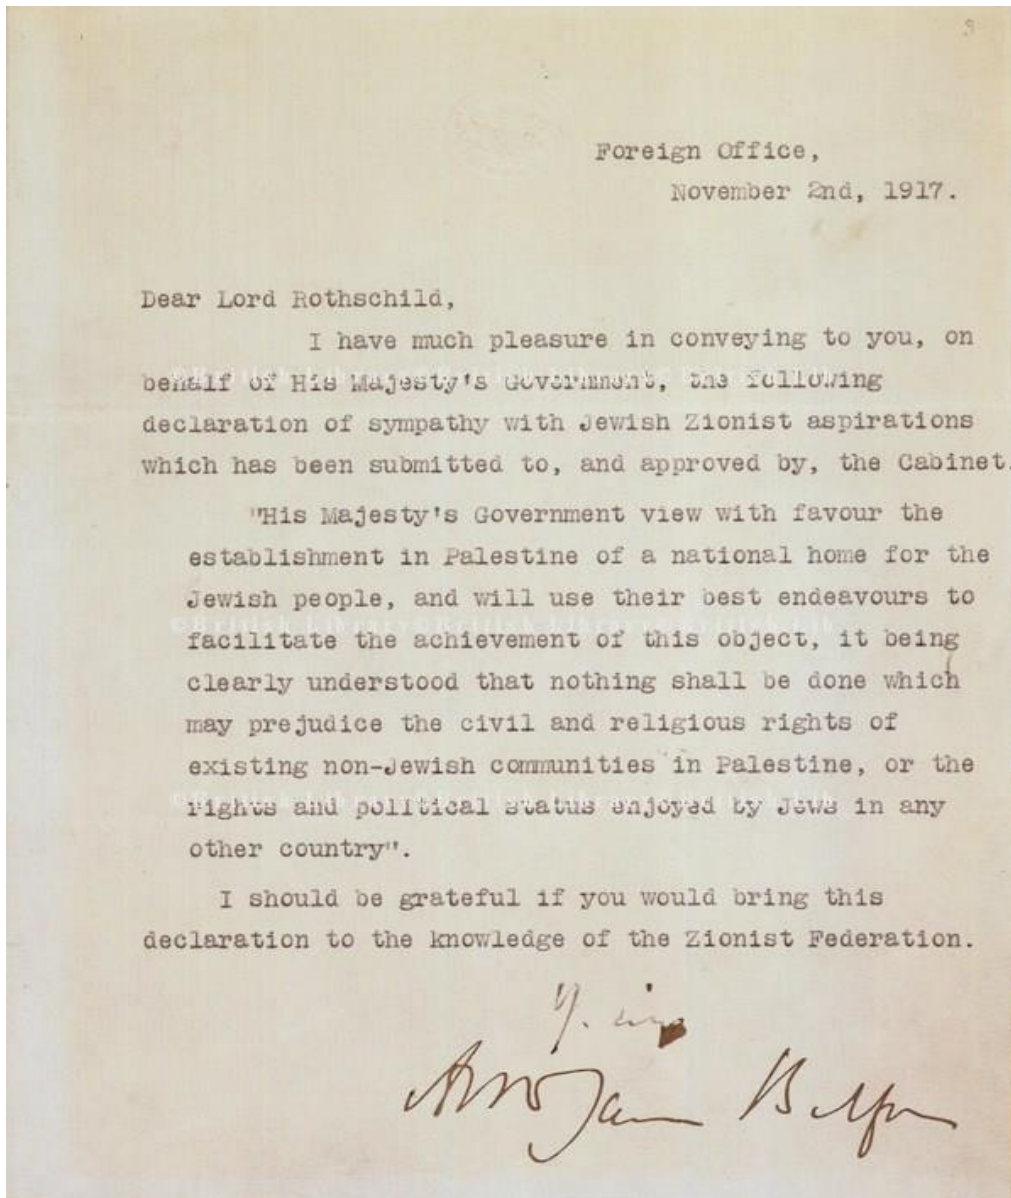 Foreign Office,
November 2nd, 1917.
Dear Lord Rothschild,
I have much pleasure in conveying to you, on
behalf of His Majesty's Government, the following
declaration of sympathy with Jewish Zionist aspirations
which has been submitted to, and approved by, the Cabinet.
"His Majesty's Government view with favour the
establishment in Palestine of a national home for the
Jewish people, and will use their best endeavours to
facilitate the achievement of this object, it being
clearly understood that nothing shall be done which
may prejudice the civil and religious rights of
existing non-Jewish communities in Palestine, or the
rights and political status enjoyed by Jews in any
other country".
I should be grateful if you would bring this
declaration to the knowledge of the Zionist Federation.
Arthur James Balfour